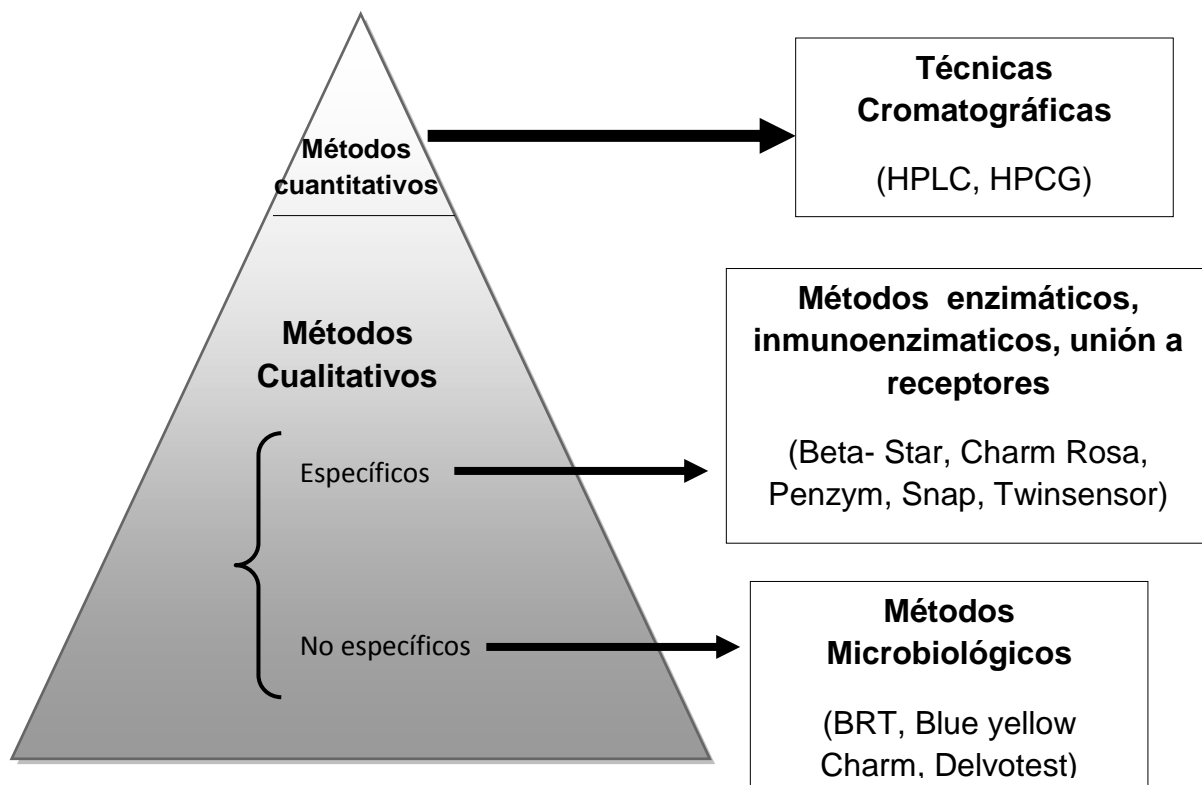 Métodos
cuantitativos
Técnicas
Cromatográficas
(HPLC, HPCG)
Métodos
Cualitativos
Específicos
Métodos enzimáticos,
inmunoenzimaticos, unión a
receptores
(Beta- Star, Charm Rosa,
Penzym, Snap, Twinsensor)
No específicos
Métodos
Microbiológicos
(BRT, Blue yellow
Charm, Delvotest)